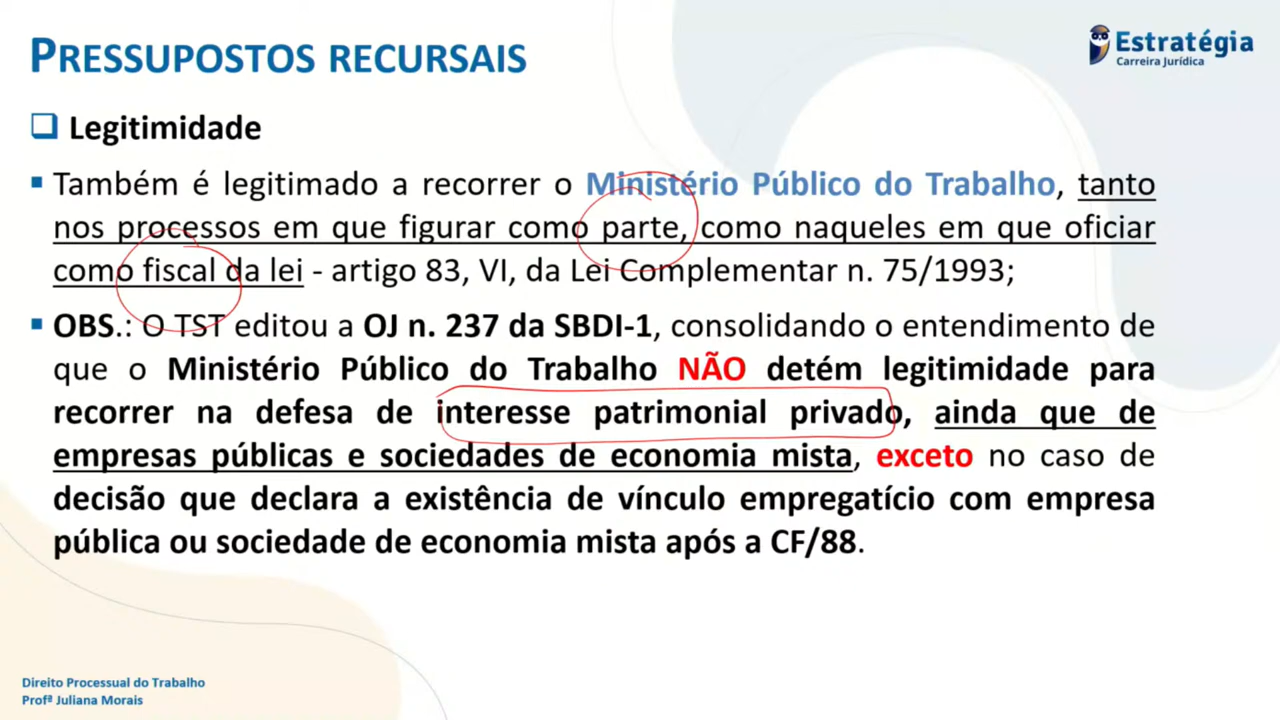 PRESSUPOSTOS RECURSAIS
Estratégia
Carreira Jurídica
Legitimidade
Também é legitimado a recorrer o Ministério Público do Trabalho, tanto
nos processos em que figurar como parte, como naqueles em que oficiar
como fiscal da lei - artigo 83, VI, da Lei Complementar n. 75/1993;
OBS.: O TST editou a OJ n. 237 da SBDI-1, consolidando o entendimento de
que o Ministério Público do Trabalho NÃO detém legitimidade para
recorrer na defesa de interesse patrimonial privado, ainda que de
empresas públicas e sociedades de economia mista, exceto no caso de
decisão que declara a existência de vínculo empregatício com empresa
pública ou sociedade de economia mista após a CF/88.
Direito Processual do Trabalho
Profª Juliana Morais